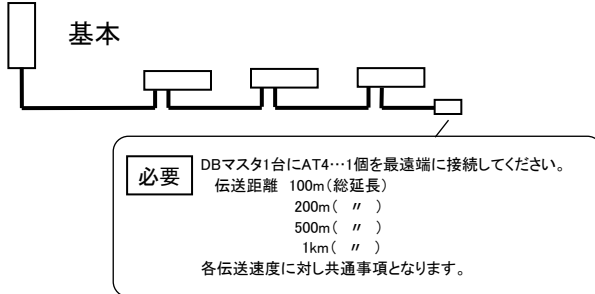 基本
必要
DBマスタ1台にAT4…1個を最遠端に接続してください。
伝送距離 100m(総延長)
200m( 〃 )
500m( 〃 )
1km( 〃 )
各伝送速度に対し共通事項となります。